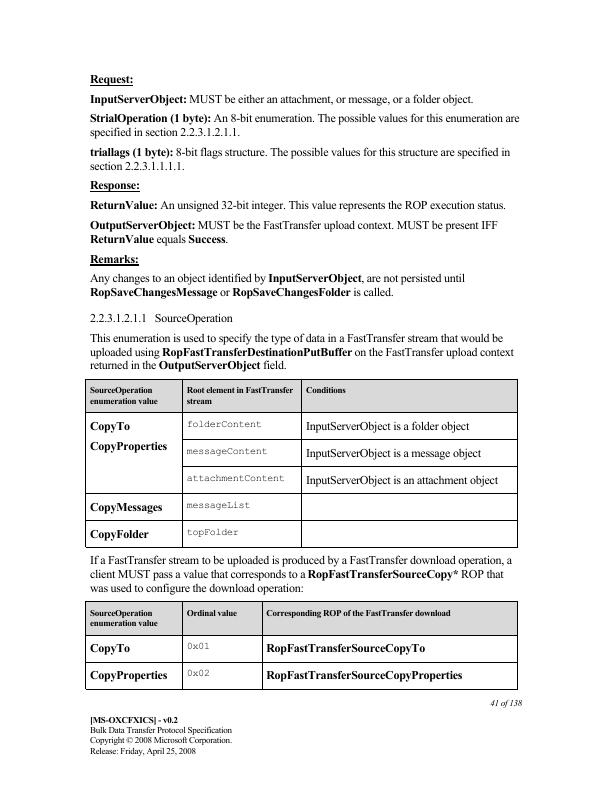 Request:
InputServerObject: MUST be either an attachment, or message, or a folder object.
StrialOperation (1 byte): An 8-bit enumeration. The possible values for this enumeration are
specified in section 2.2.3.1.2.1.1.
triallags (1 byte): 8-bit flags structure. The possible values for this structure are specified in
section 2.2.3.1.1.1.1.
Response:
ReturnValue: An unsigned 32-bit integer. This value represents the ROP execution status.
OutputServerObject: MUST be the FastTransfer upload context. MUST be present IFF
ReturnValue equals Success.
Remarks:
Any changes to an object identified by InputServerObject, are not persisted until
RopSaveChangesMessage or RopSaveChangesFolder is called.
2.2.3.1.2.1.1 SourceOperation
This enumeration is used to specify the type of data in a FastTransfer stream that would be
uploaded using RopFastTransferDestinationPutBuffer on the FastTransfer upload context
returned in the OutputServerObject field.
SourceOperation Root element in FastTransfer Conditions
enumeration value stream
CopyTo folderContent InputServerObject is a folder object
CopyProperties messageContent InputServerObject is a message object
attachmentContent InputServerObject is an attachment object
CopyMessages messageList
CopyFolder topFolder
If a FastTransfer stream to be uploaded is produced by a FastTransfer download operation, a
client MUST pass a value that corresponds to a RopFastTransferSourceCopy* ROP that
was used to configure the download operation:
SourceOperation Ordinal value Corresponding ROP of the FastTransfer download
enumeration value
CopyTo 0x01 RopFastTransferSourceCopyTo
CopyProperties 0x02 RopFastTransferSourceCopyProperties
41 of 138
[MS-OXCFXICS] - v0.2
Bulk Data Transfer Protocol Specification
Copyright © 2008 Microsoft Corporation.
Release: Friday, April 25, 2008